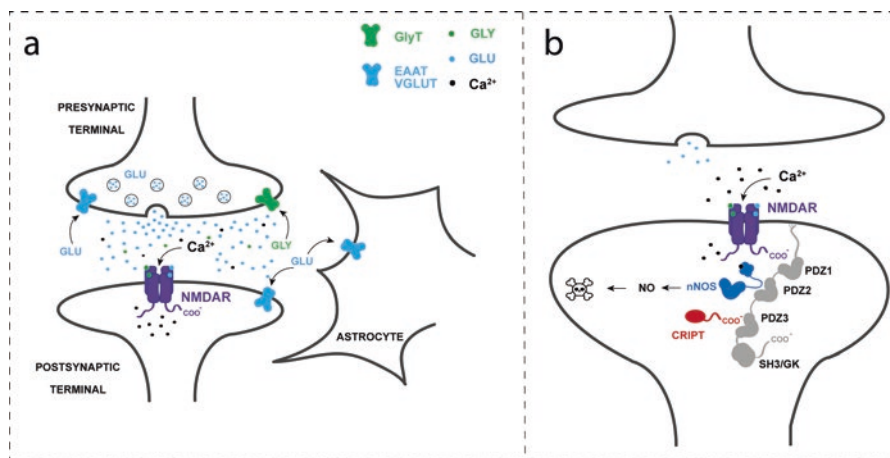 a
GlyT
GLY
GLU
EAAT
VGLUT
Ca2+
PRESYNAPTIC
TERMINAL
GLU
GLU
GLY
Ca2+
GLU
NMDAR
COO-
ASTROCYTE
POSTSYNAPTIC
TERMINAL
b
Ca2+
NMDAR
COO-
PDZ1
nNOS
NO
PDZ2
PDZ3
COO-
CRIPT
COO-
SH3/GK